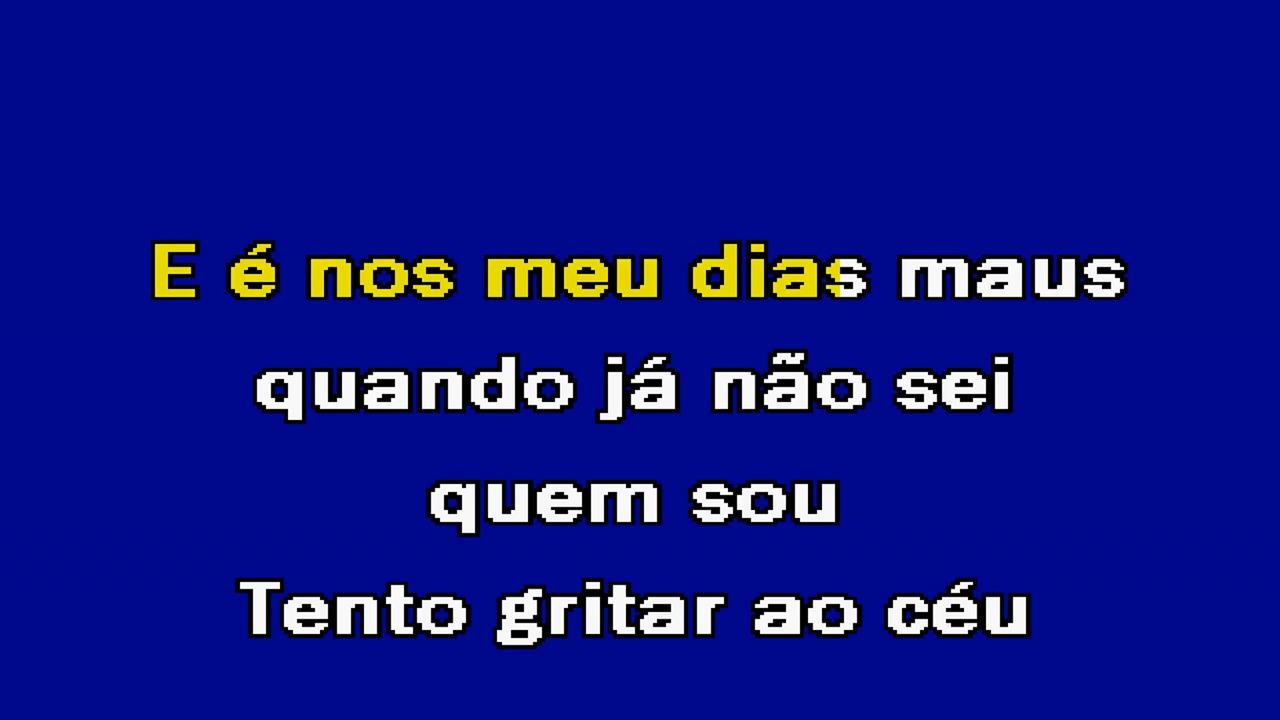 E é nos meu dias maus
quando já não sei
quem sou
Tento gritar ao céu